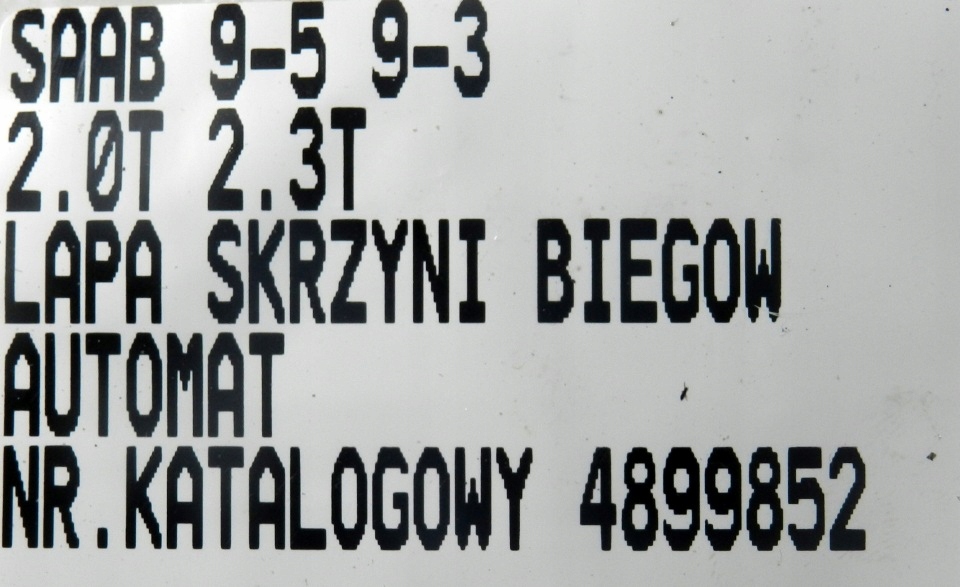 SAAB 9-5 9-3
2.0T 2.3T
LAPA SKRZYNI BIEGOW
AUTOMAT
NR.KATALOGOWY 4899852